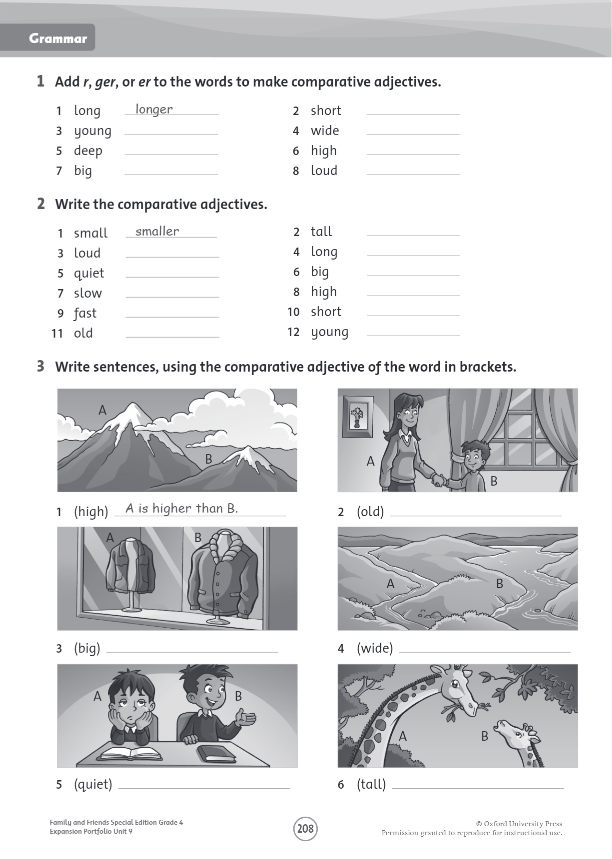 Grammar
1 Add r, ger, or er to the words to make comparative adjectives.
1 long longer 2 short
3 young 4 wide
5 deep 6 high
7 big 8 loud
2 Write the comparative adjectives.
1 small smaller 2 tall
3 loud 4 long
5 quiet 6 big
7 slow 8 high
9 fast 10 short
11 old 12 young
3 Write sentences, using the comparative adjective of the word in brackets.
A B
A B
1 (high) A is higher than B. 2 (old)
A B
A B
3 (big) 4 (wide)
A B
A B
5 (quiet) 6 (tall)
Family and Friends Special Edition Grade 4
Expansion Portfolio Unit 9
208
© Oxford University Press
Permission granted to reproduce for instructional use.